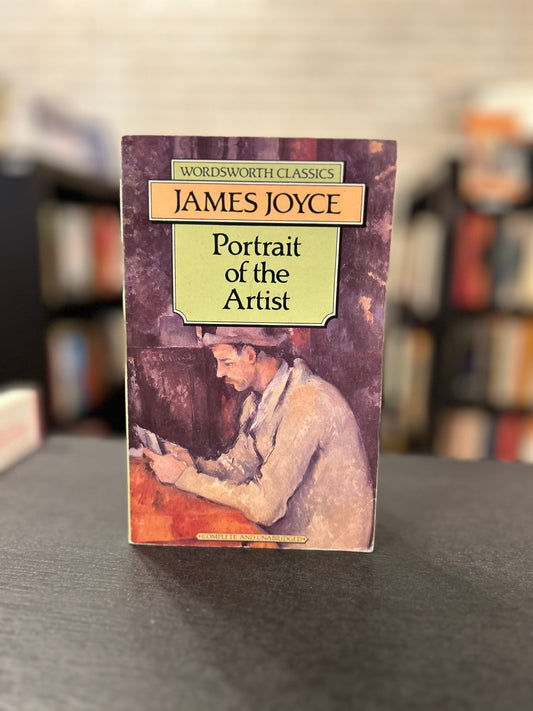 WORDSWORTH CLASSICS
JAMES JOYCE
Portrait
of the
Artist
COMPLETE AND UNABRIDGED